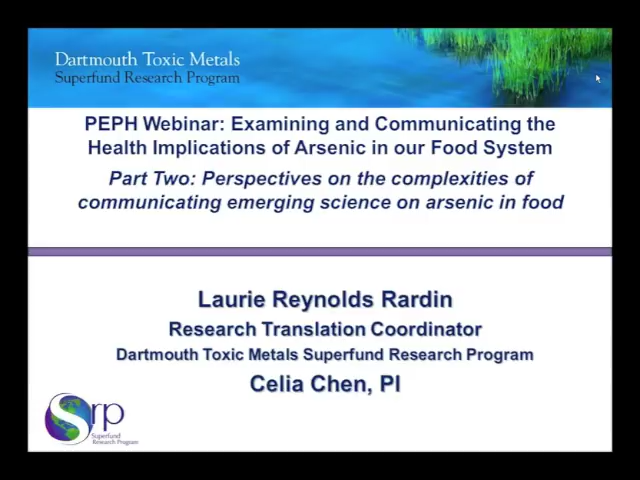 Dartmouth Toxic Metals
Superfund Research Program
PEPH Webinar: Examining and Communicating the
Health Implications of Arsenic in our Food System
Part Two: Perspectives on the complexities of
communicating emerging science on arsenic in food
Laurie Reynolds Rardin
Research Translation Coordinator
Dartmouth Toxic Metals Superfund Research Program
Celia Chen, PI
Srp
Superfund
Research Program